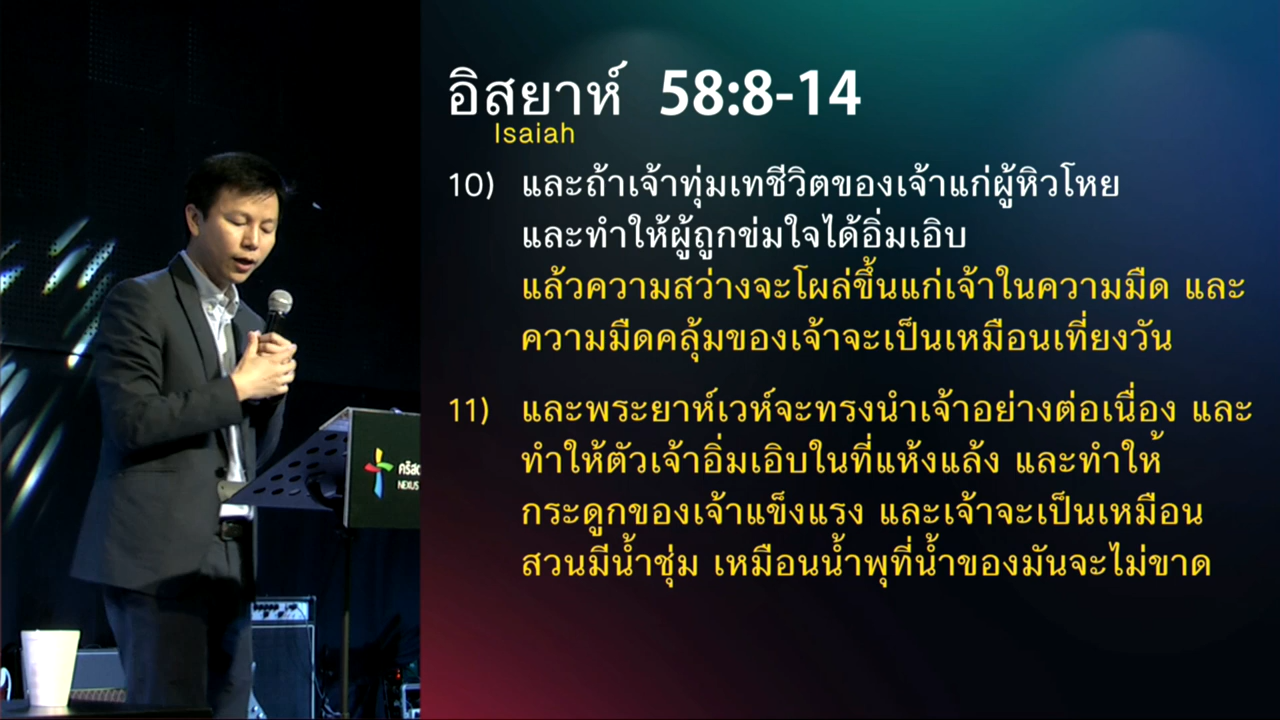 อิสยาห์ 58:8-14
Isaiah
10) และถ้าเจ้าทุ่มเทชีวิตของเจ้าแก่ผู้หิวโหย
และทำให้ผู้ถูกข่มใจได้อิ่มเอิบ
แล้วความสว่างจะโผล่ขึ้นแก่เจ้าในความมืด และ
ความมืดคลุ้มของเจ้าจะเป็นเหมือนเที่ยงวัน
11) และพระยาห์เวห์จะทรงนำเจ้าอย่างต่อเนื่อง และ
ทำให้ตัวเจ้าอิ่มเอิบในที่แห้งแล้ง และทำให้
กระดูกของเจ้าแข็งแรง และเจ้าจะเป็นเหมือน
สวนมีน้ำชุ่ม เหมือนน้ำพุที่น้ำของมันจะไม่ขาด
NEXUS